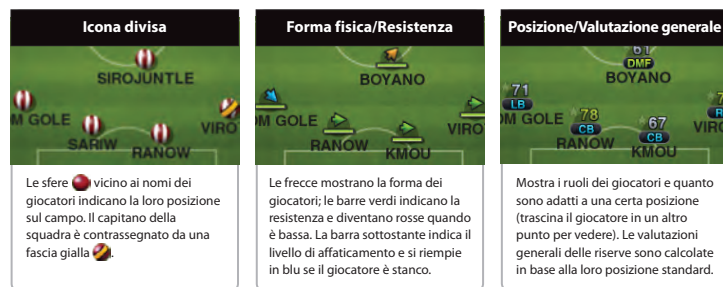 Icona divisa
SIROJUNTLE
M GOLE
SARIW
RANOW
VIRO
Le sfere vicino ai nomi dei
giocatori indicano la loro posizione
sul campo. Il capitano della
squadra è contrassegnato da una
fascia gialla .
Forma fisica/Resistenza
BOYANO
OM GOLE
RANOW
KMOU
VIRO
Le frecce mostrano la forma dei
giocatori; le barre verdi indicano la
resistenza e diventano rosse quando
è bassa. La barra sottostante indica il
livello di affaticamento e si riempie
in blu se il giocatore è stanco.
Posizione/Valutazione generale
61
DMF
BOYANO
71
LB
OM GOLE
78
CB
RANOW
67
CB
KMOU
7
R
VIRO
Mostra i ruoli dei giocatori e quanto
sono adatti a una certa posizione
(trascina il giocatore in un altro
punto per vedere). Le valutazioni
generali delle riserve sono calcolate
in base alla loro posizione standard.